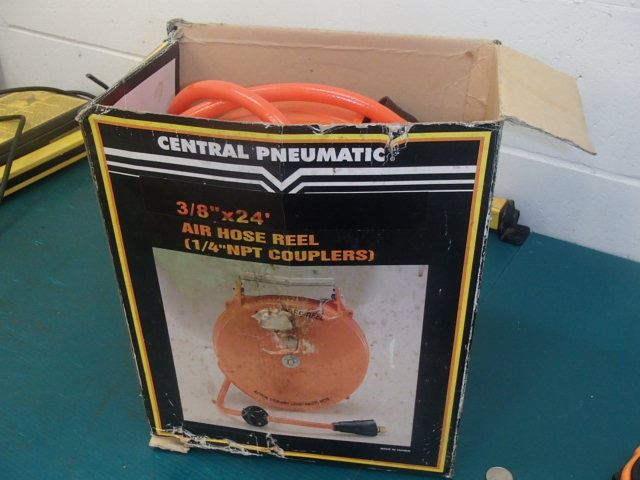 CENTRAL PNEUMATIC
3/8"x24'
AIR HOSE REEL
(1/4"NPT COUPLERS)